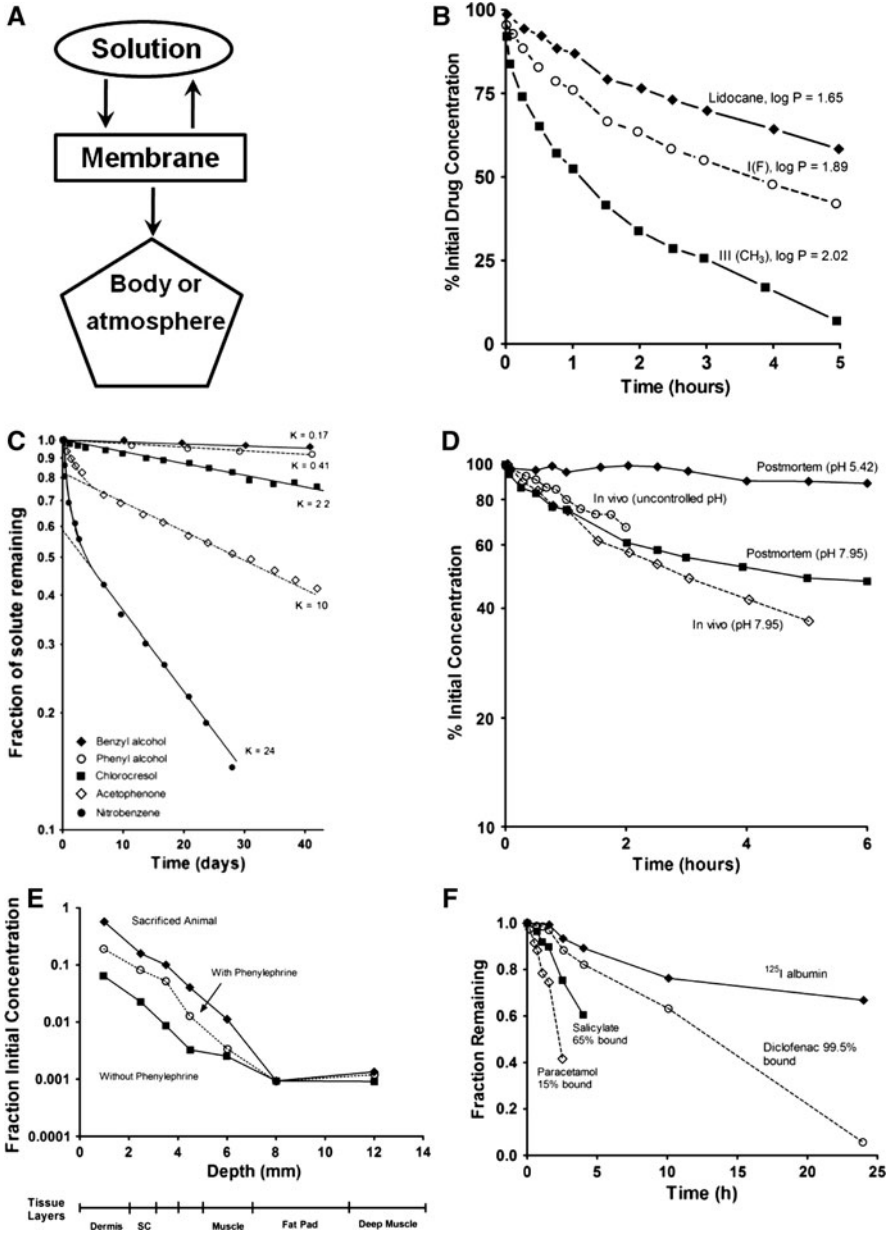 A
Solution
Membrane
Body or
atmosphere
B
% Initial Drug Concentration
100
75
50
25
0
Lidocane, log P = 1.65
I(F), log P = 1.89
III (CH₃), log P = 2.02
0 1 2 3 4 5
Time (hours)
C
Fraction of solute remaining
1.0
0.9
0.8
0.7
0.6
0.5
0.4
0.3
0.2
0.1
K = 0.17
K = 0.41
K = 2 2
K = 10
K = 24
Benzyl alcohol
Phenyl alcohol
Chlorocresol
Acetophenone
Nitrobenzene
0 10 20 30 40
Time (days)
D
% Initial Concentration
100
80
60
40
20
10
Postmortem (pH 5.42)
In vivo (uncontrolled pH)
Postmortem (pH 7.95)
In vivo (pH 7.95)
0 2 4 6
Time (hours)
E
Fraction Initial Concentration
1
0.1
0.01
0.001
0.0001
Sacrificed Animal
With Phenylephrine
Without Phenylephrine
0 2 4 6 8 10 12 14
Depth (mm)
Tissue
Layers
Dermis SC Muscle Fat Pad Deep Muscle
F
Fraction Remaining
1.0
0.8
0.6
0.4
0.2
0.0
¹²⁵I albumin
Salicylate
65% bound
Diclofenac 99.5%
bound
Paracetamol
15% bound
0 5 10 15 20 25
Time (h)